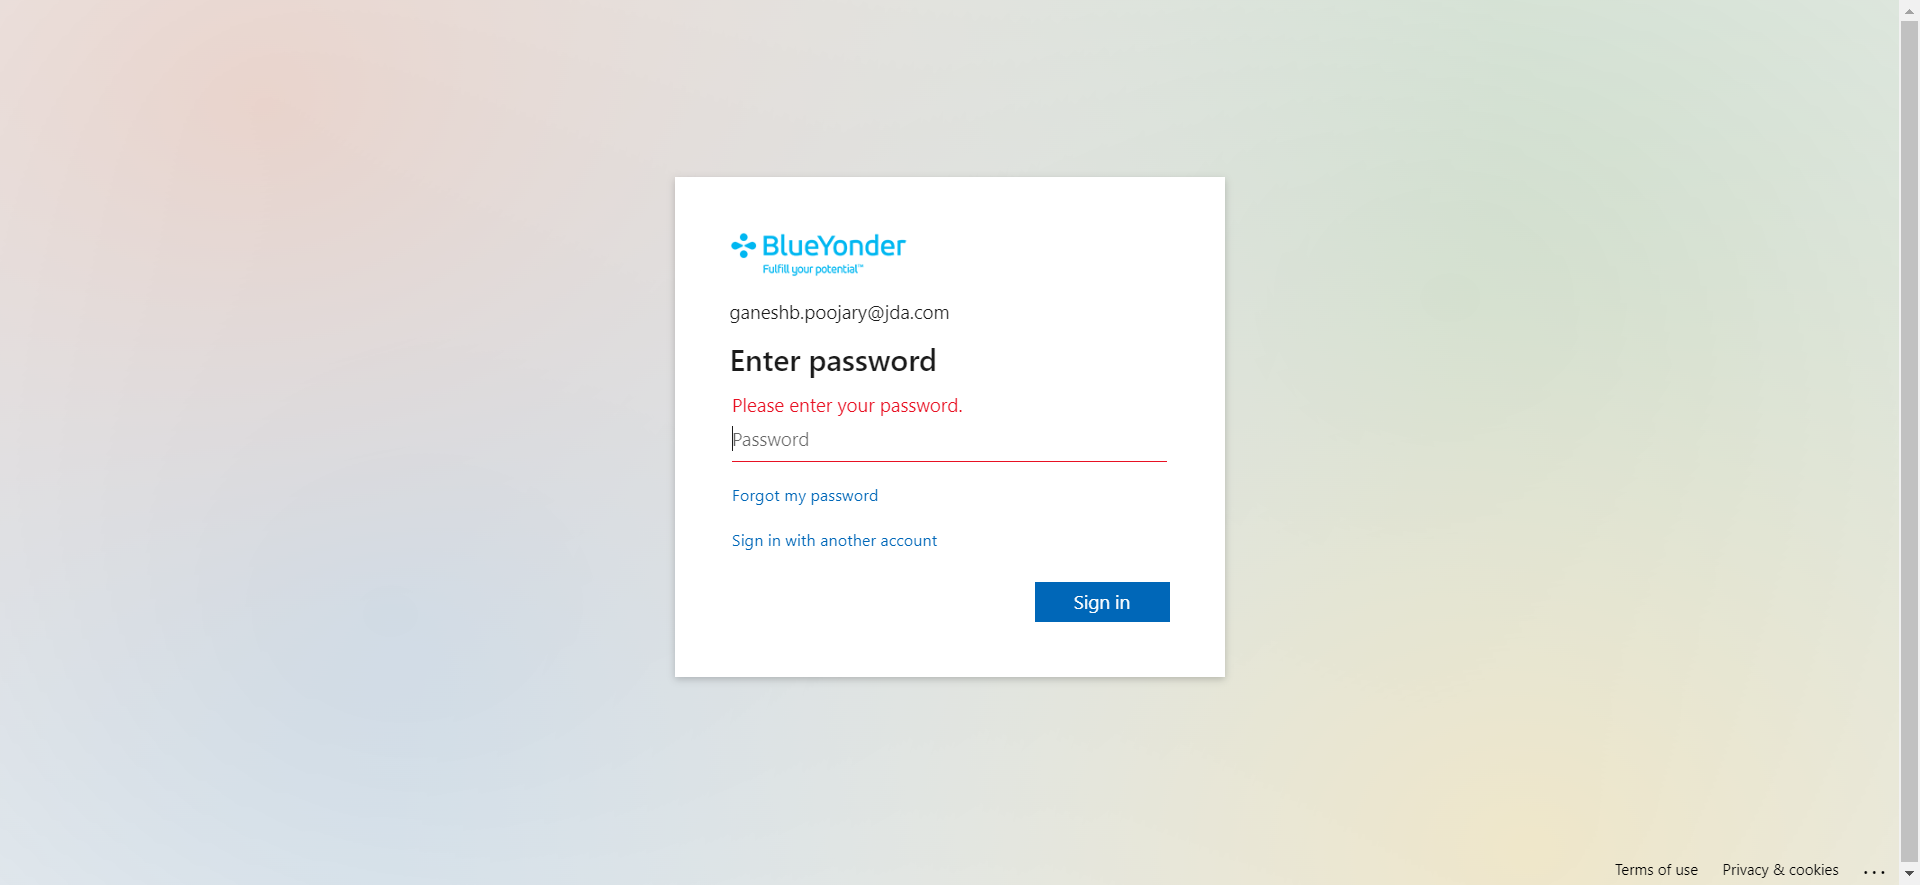 BlueYonder
Fulfill your potential™
ganeshb.poojary@jda.com
Enter password
Please enter your password.
Password
Forgot my password
Sign in with another account
Sign in
Terms of use Privacy & cookies ...